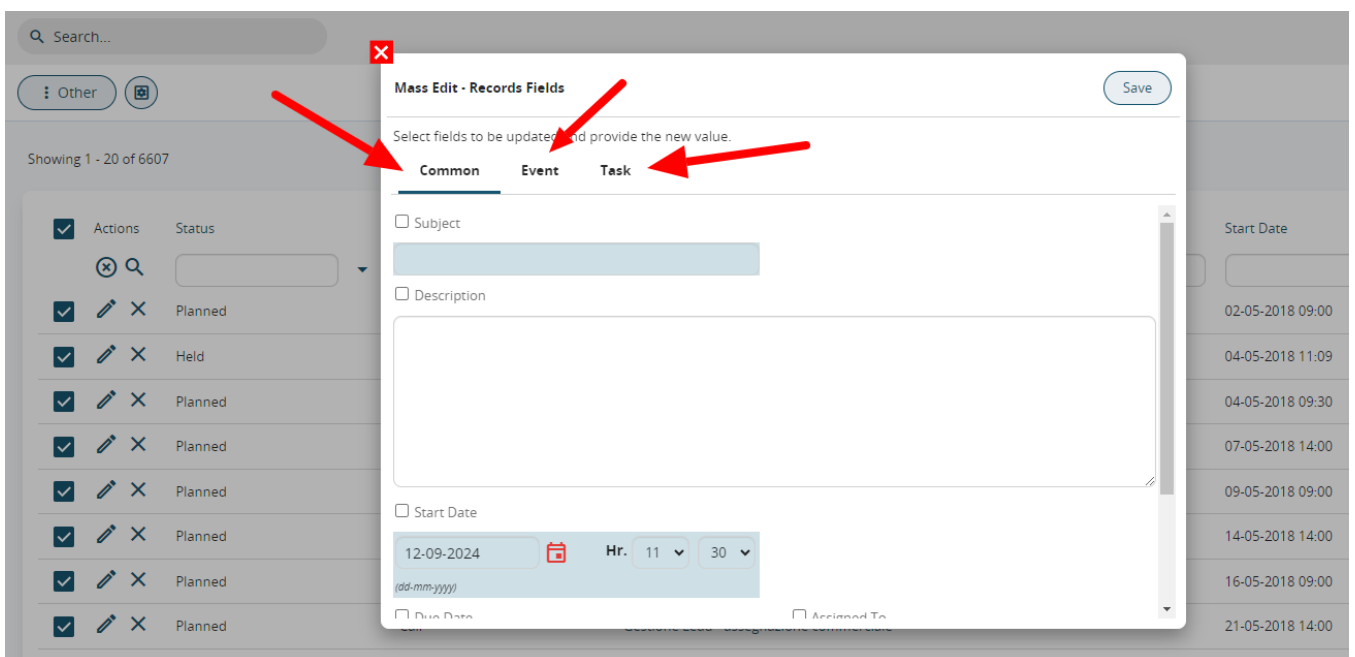 Search...
Other
Showing 1 - 20 of 6607
Mass Edit - Records Fields
Save
Select fields to be updated and provide the new value.
Common Event Task
Actions Status Start Date
Subject
Description
Planned 02-05-2018 09:00
Held 04-05-2018 11:09
Planned 04-05-2018 09:30
Planned 07-05-2018 14:00
Planned 09-05-2018 09:00
Start Date
12-09-2024 Hr. 11 30
(dd-mm-yyyy)
Planned 14-05-2018 14:00
Planned 16-05-2018 09:00
Due Date Assigned To
Planned 21-05-2018 14:00